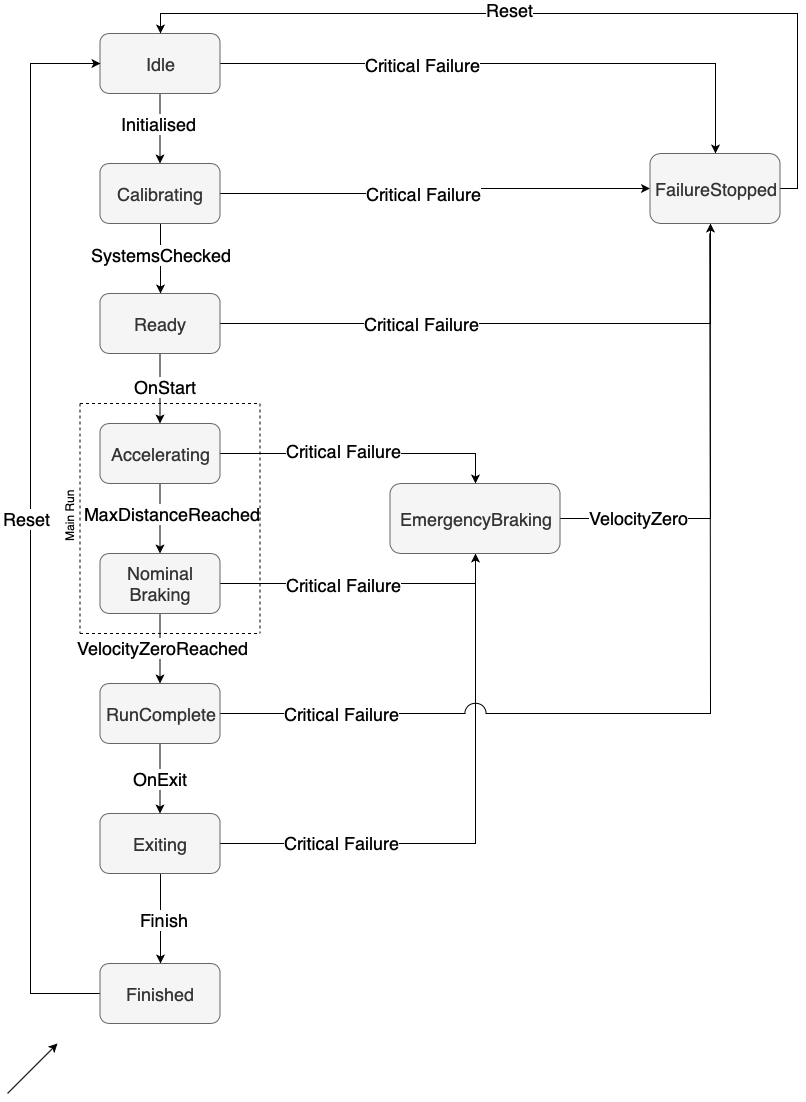 Reset
Idle
Critical Failure
Initialised
Calibrating
Critical Failure
FailureStopped
SystemsChecked
Ready
Critical Failure
OnStart
Main Run
Accelerating
Critical Failure
MaxDistanceReached
EmergencyBraking
VelocityZero
Reset
Nominal
Braking
Critical Failure
VelocityZeroReached
RunComplete
Critical Failure
OnExit
Exiting
Critical Failure
Finish
Finished